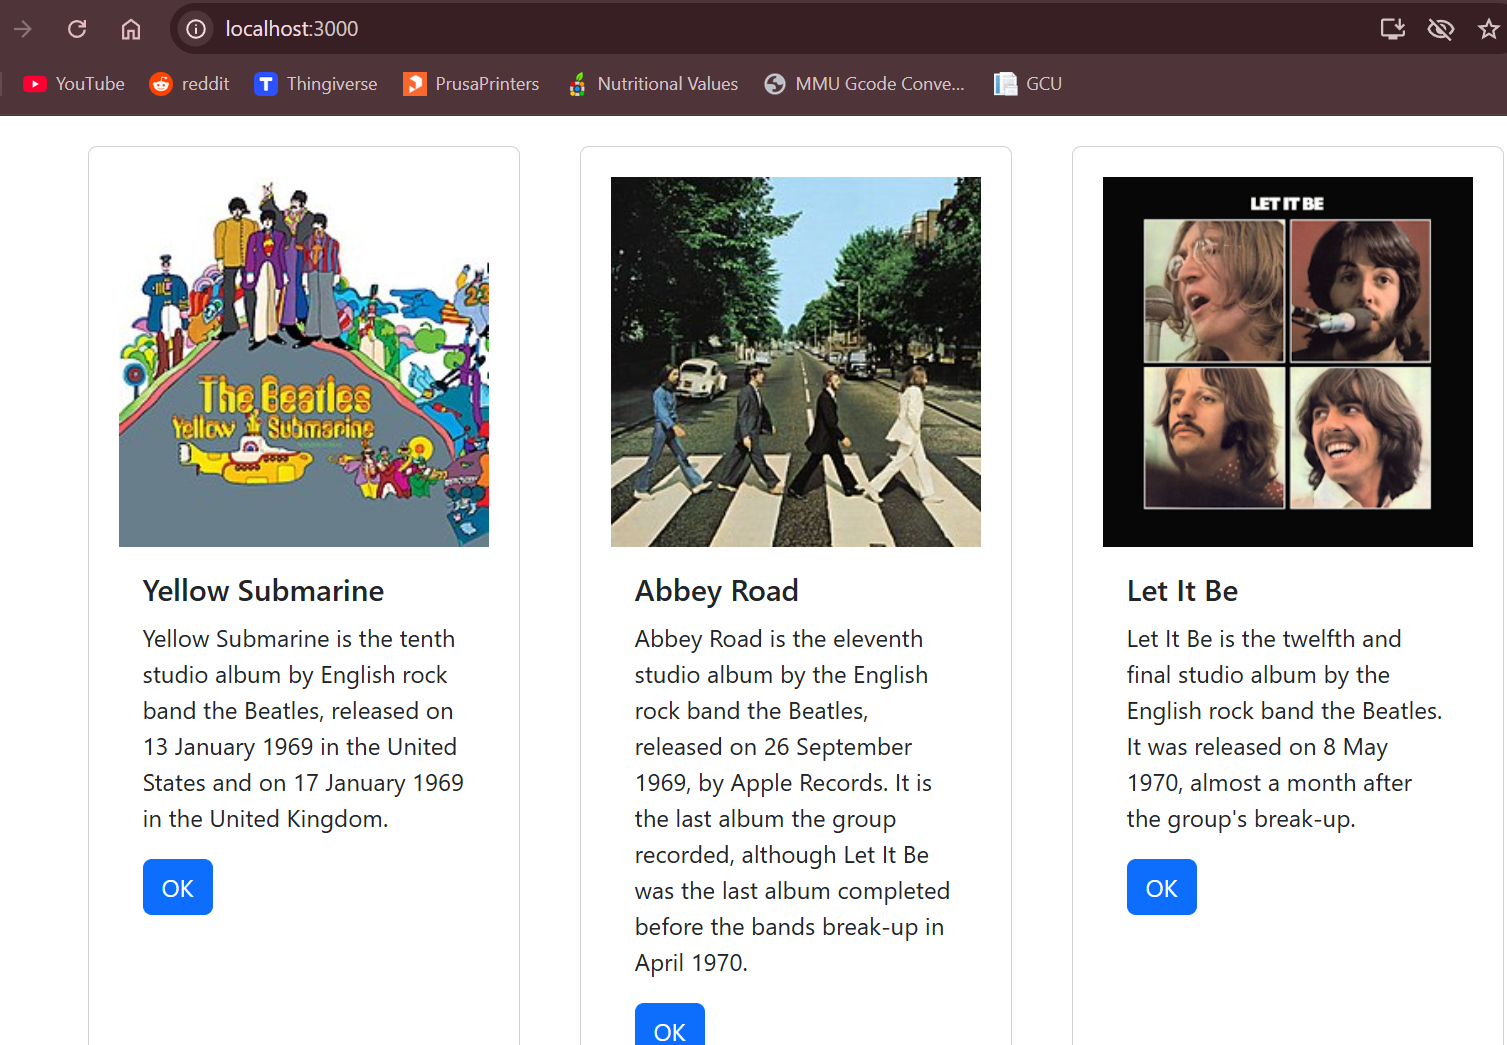 localhost:3000
YouTube
reddit
Thingiverse
PrusaPrinters
Nutritional Values
MMU Gcode Conve...
GCU
The Beatles
Yellow Submarine
Yellow Submarine
Yellow Submarine is the tenth
studio album by English rock
band the Beatles, released on
13 January 1969 in the United
States and on 17 January 1969
in the United Kingdom.
OK
Abbey Road
Abbey Road is the eleventh
studio album by the English
rock band the Beatles,
released on 26 September
1969, by Apple Records. It is
the last album the group
recorded, although Let It Be
was the last album completed
before the bands break-up in
April 1970.
OK
LET IT BE
Let It Be
Let It Be is the twelfth and
final studio album by the
English rock band the Beatles.
It was released on 8 May
1970, almost a month after
the group's break-up.
OK